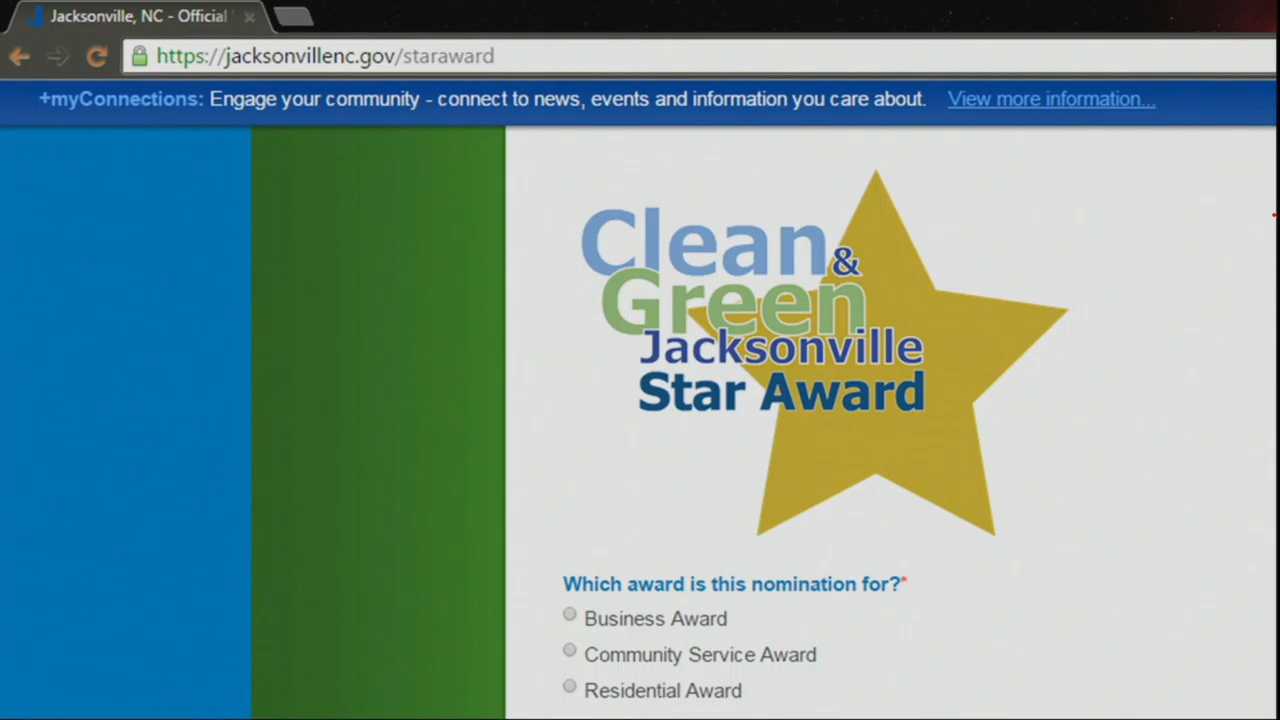 Jacksonville, NC - Official
https://jacksonvillenc.gov/staraward
+myConnections: Engage your community - connect to news, events and information you care about. View more information...
Clean &
Green
Jacksonville
Star Award
Which award is this nomination for?*
Business Award
Community Service Award
Residential Award